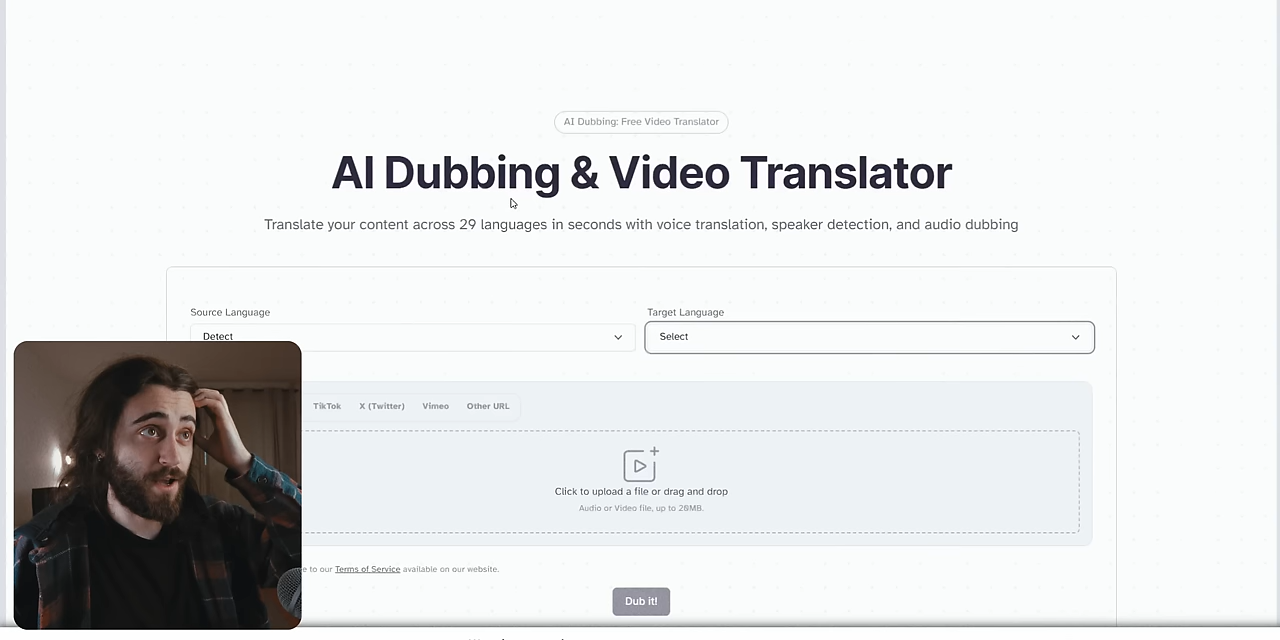 AI Dubbing: Free Video Translator
AI Dubbing & Video Translator
Translate your content across 29 languages in seconds with voice translation, speaker detection, and audio dubbing
Source Language
Target Language
Detect
Select
TikTok
X (Twitter)
Vimeo
Other URL
Click to upload a file or drag and drop
Audio or Video file, up to 20MB.
to our Terms of Service available on our website.
Dub it!